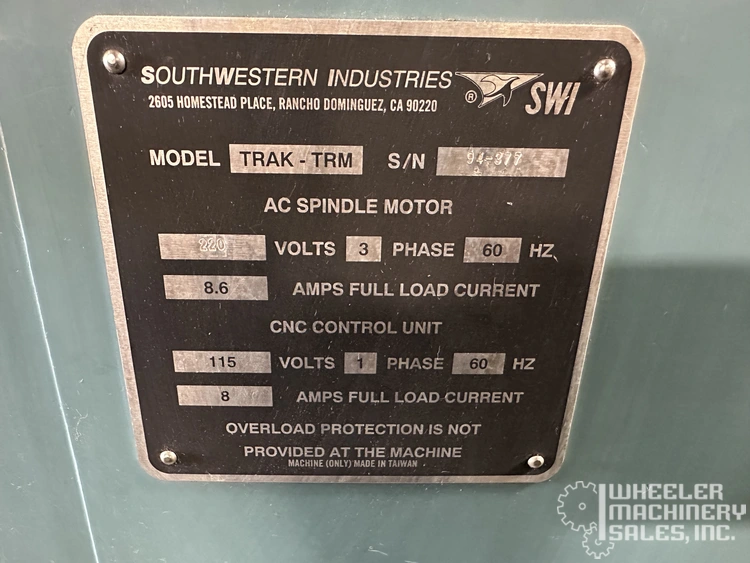 SOUTHWESTERN INDUSTRIES ® SWI
2605 HOMESTEAD PLACE, RANCHO DOMINGUEZ, CA 90220
MODEL TRAK - TRM S/N 94-377
AC SPINDLE MOTOR
220 VOLTS 3 PHASE 60 HZ
8.6 AMPS FULL LOAD CURRENT
CNC CONTROL UNIT
115 VOLTS 1 PHASE 60 HZ
8 AMPS FULL LOAD CURRENT
OVERLOAD PROTECTION IS NOT
PROVIDED AT THE MACHINE
MACHINE (ONLY) MADE IN TAIWAN
WHEELER
MACHINERY
SALES, INC.